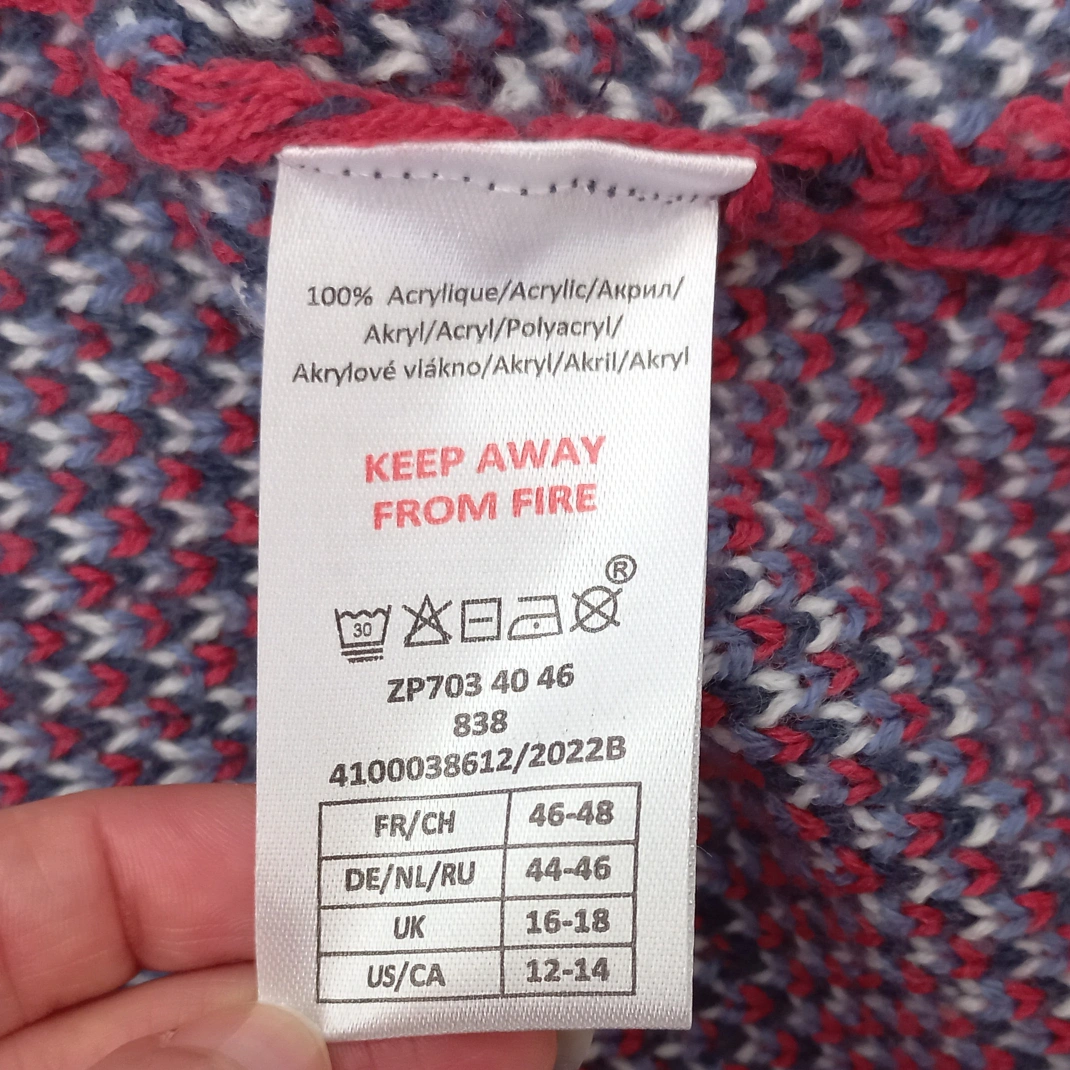 100% Acrylique/Acrylic/Акрил/
Akryl/Acryl/Polyacryl/
Akrylové vlákno/Akryl/Akril/Akryl
KEEP AWAY
FROM FIRE
®
30
ZP703 40 46
838
4100038612/2022B
FR/CH 46-48
DE/NL/RU 44-46
UK 16-18
US/CA 12-14